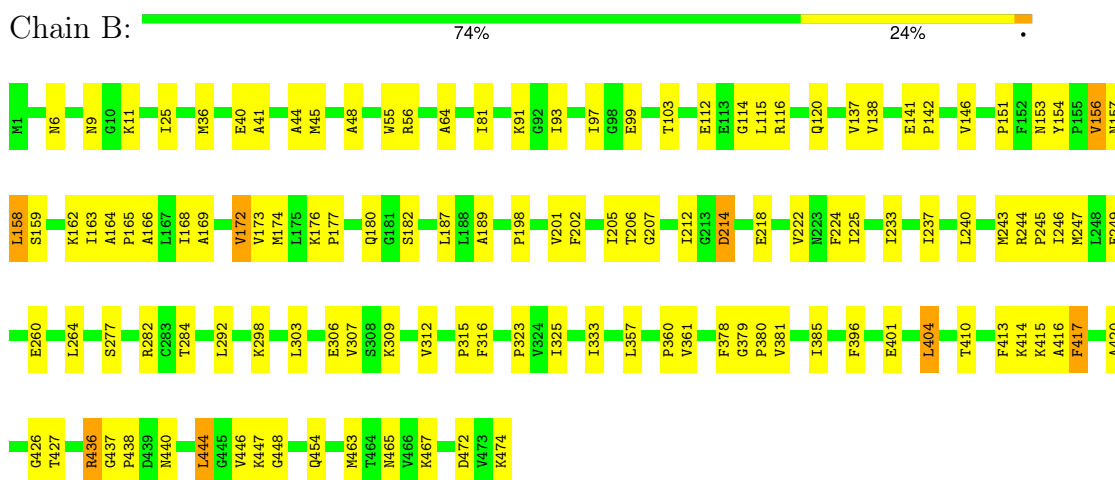 Chain B:
74% 24% •
M1 N6 N9 G10 K11 I25 M36 E40 A41 A44 M45 A48 W55 R56 A64 I81 K91 G92 I93 I97 G98 E99 T103 E112 E113 G114 L115 R116 Q120 V137 V138 E141 P142 V146 P151 F152 N153 Y154 P155 V156 N157
L158 S159 K162 I163 A164 P165 A166 L167 I168 A169 V172 V173 M174 L175 K176 P177 Q180 G181 S182 L187 L188 A189 P198 V201 F202 I205 T206 G207 I212 G213 D214 E218 V222 N223 F224 I225 I233 I237 L240 M243 R244 P245 I246 M247 L248
E260 L264 S277 R282 C283 T284 L292 K298 L303 E306 V307 S308 K309 V312 P315 F316 P323 V324 I325 I333 L357 P360 V361 F378 G379 P380 V381 I385 F396 E401 L404 T410 F413 K414 K415 A416 F417 A420
G426 T427 R436 G437 P438 D439 N440 L444 G445 V446 K447 G448 Q454 M463 T464 N465 V466 K467 D472 V473 K474